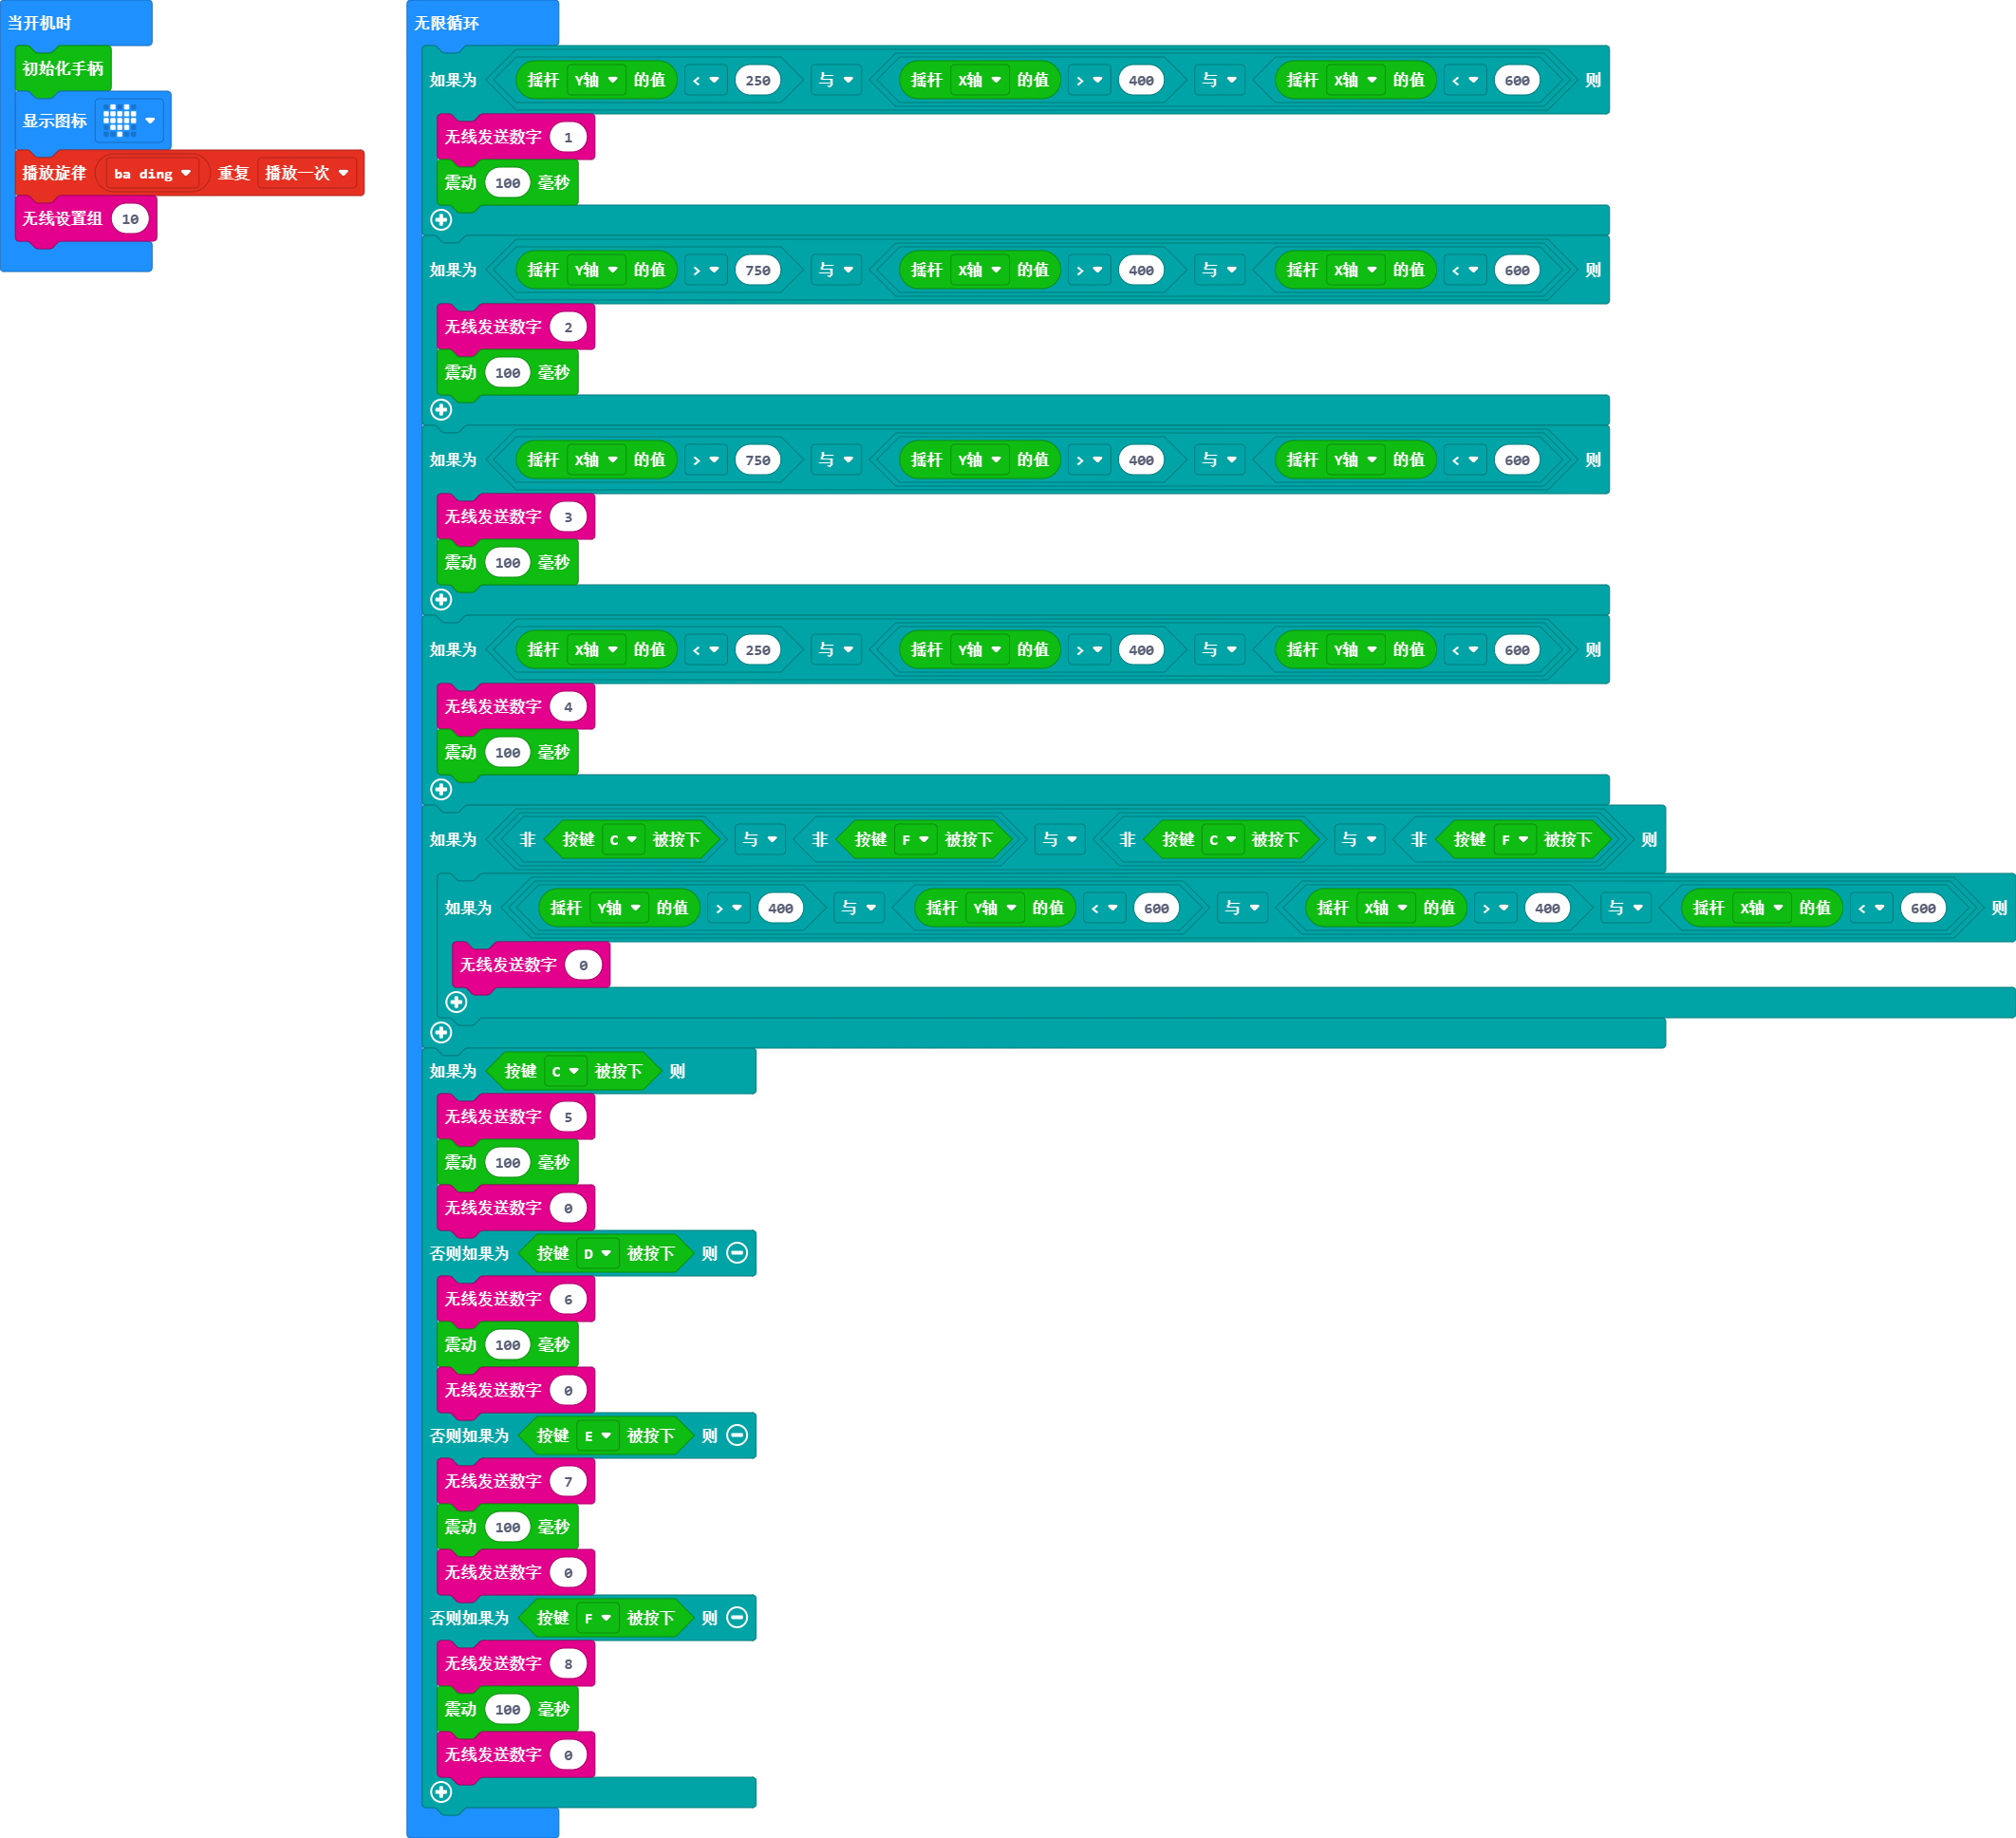 当开机时
初始化手柄
显示图标
播放旋律 ba ding 重复 播放一次
无线设置组 10
无限循环
如果为 摇杆 Y轴 的值 < 250 与 摇杆 X轴 的值 > 400 与 摇杆 X轴 的值 < 600 则
无线发送数字 1
震动 100 毫秒
如果为 摇杆 Y轴 的值 > 750 与 摇杆 X轴 的值 > 400 与 摇杆 X轴 的值 < 600 则
无线发送数字 2
震动 100 毫秒
如果为 摇杆 X轴 的值 > 750 与 摇杆 Y轴 的值 > 400 与 摇杆 Y轴 的值 < 600 则
无线发送数字 3
震动 100 毫秒
如果为 摇杆 X轴 的值 < 250 与 摇杆 Y轴 的值 > 400 与 摇杆 Y轴 的值 < 600 则
无线发送数字 4
震动 100 毫秒
如果为 非 按键 C 被按下 与 非 按键 F 被按下 与 非 按键 C 被按下 与 非 按键 F 被按下 则
如果为 摇杆 Y轴 的值 > 400 与 摇杆 Y轴 的值 < 600 与 摇杆 X轴 的值 > 400 与 摇杆 X轴 的值 < 600 则
无线发送数字 0
如果为 按键 C 被按下 则
无线发送数字 5
震动 100 毫秒
无线发送数字 0
否则如果为 按键 D 被按下 则
无线发送数字 6
震动 100 毫秒
无线发送数字 0
否则如果为 按键 E 被按下 则
无线发送数字 7
震动 100 毫秒
无线发送数字 0
否则如果为 按键 F 被按下 则
无线发送数字 8
震动 100 毫秒
无线发送数字 0